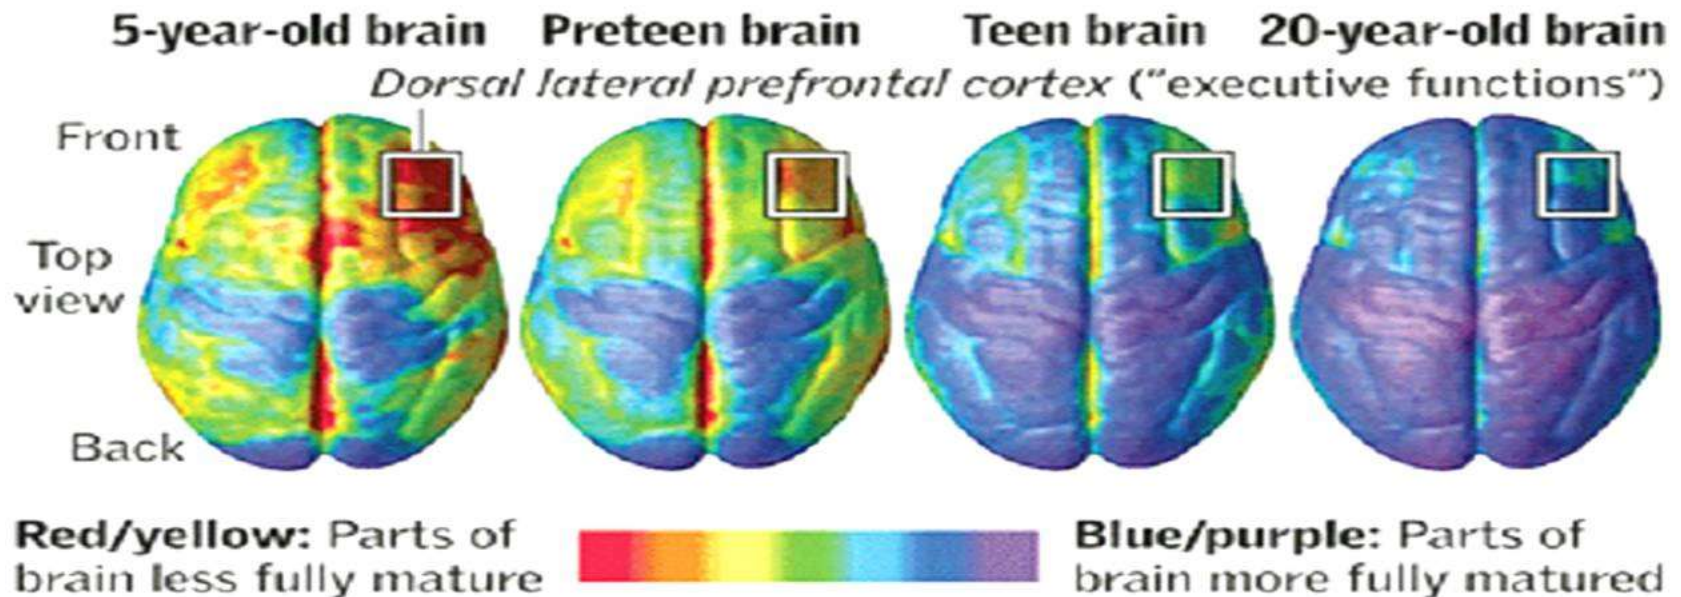 5-year-old brain Preteen brain Teen brain 20-year-old brain
Dorsal lateral prefrontal cortex ("executive functions")
Front
Top
view
Back
Red/yellow: Parts of
brain less fully mature
Blue/purple: Parts of
brain more fully matured